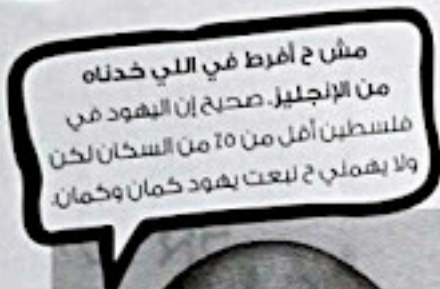 مش ح أفرط في اللي خدناه
من الإنجليز. صحيح إن اليهود في
فلسطين أقل من ٥٪ من السكان لكن
ولا يهمني ح نبعت يهود كمان وكمان.